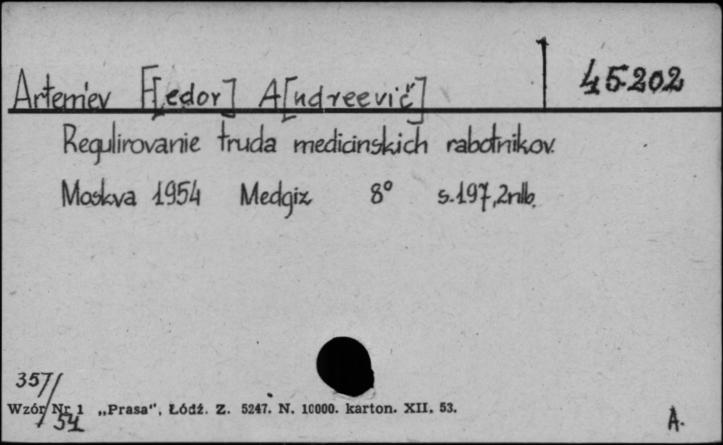 Artem'ev F[edor] A[ndreevič] 45202
Regulirovanie truda medicinskich rabotnikov.
Moskva 1954 Medgiz 8° s.197,2nlb.
357/54
Wzór Nr 1 „Prasa", Łódź. Z. 5247. N. 10000. karton. XII. 53.
A.